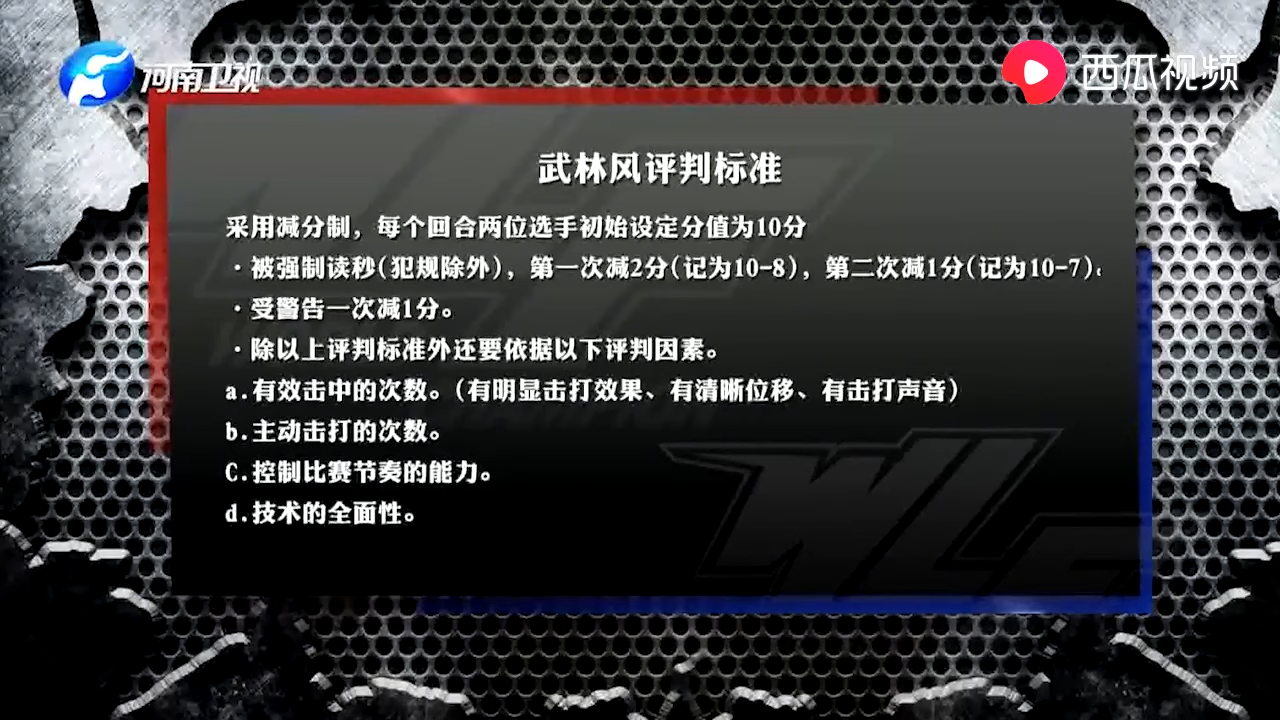 河南卫视
西瓜视频
武林风评判标准
采用减分制，每个回合两位选手初始设定分值为10分
·被强制读秒(犯规除外)，第一次减2分(记为10-8)，第二次减1分(记为10-7)。
·受警告一次减1分。
·除以上评判标准外还要依据以下评判因素。
a.有效击中的次数。（有明显击打效果、有清晰位移、有击打声音）
b.主动击打的次数。
C.控制比赛节奏的能力。
d.技术的全面性。
WLF